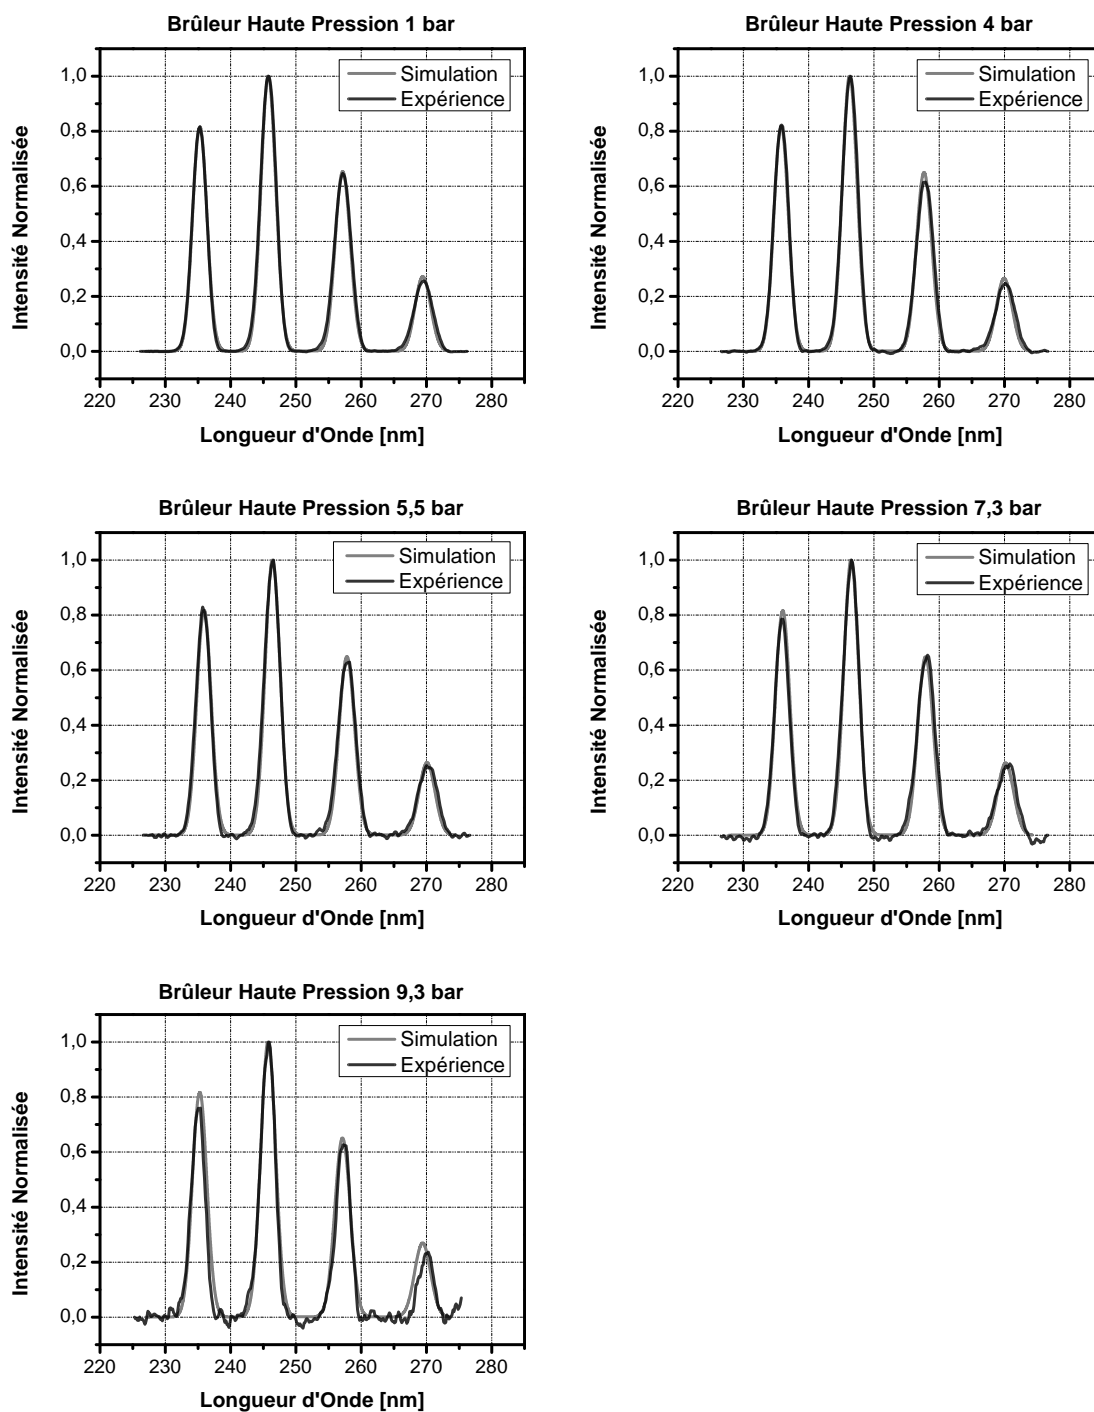 Brûleur Haute Pression 1 bar
Simulation
Expérience
Intensité Normalisée
1,0
0,8
0,6
0,4
0,2
0,0
220 230 240 250 260 270 280
Longueur d'Onde [nm]
Brûleur Haute Pression 4 bar
Simulation
Expérience
Intensité Normalisée
1,0
0,8
0,6
0,4
0,2
0,0
220 230 240 250 260 270 280
Longueur d'Onde [nm]
Brûleur Haute Pression 5,5 bar
Simulation
Expérience
Intensité Normalisée
1,0
0,8
0,6
0,4
0,2
0,0
220 230 240 250 260 270 280
Longueur d'Onde [nm]
Brûleur Haute Pression 7,3 bar
Simulation
Expérience
Intensité Normalisée
1,0
0,8
0,6
0,4
0,2
0,0
220 230 240 250 260 270 280
Longueur d'Onde [nm]
Brûleur Haute Pression 9,3 bar
Simulation
Expérience
Intensité Normalisée
1,0
0,8
0,6
0,4
0,2
0,0
220 230 240 250 260 270 280
Longueur d'Onde [nm]